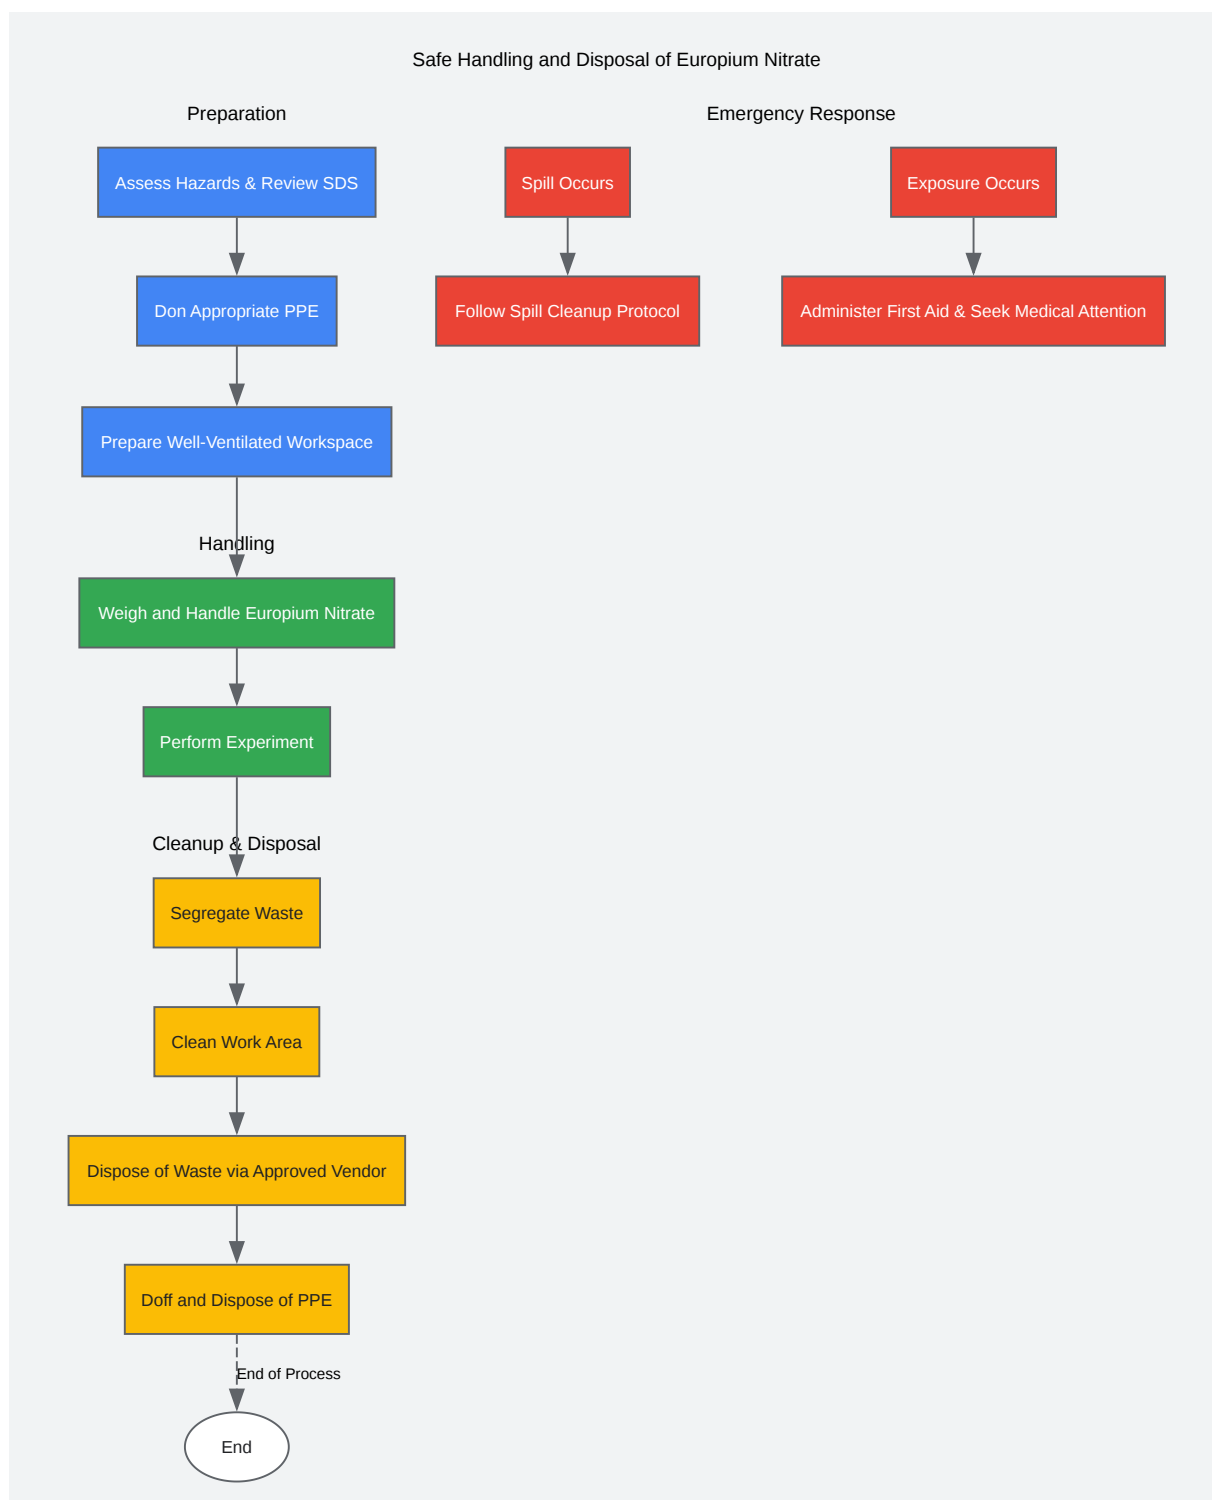 Safe Handling and Disposal of Europium Nitrate
Preparation
Assess Hazards & Review SDS
Don Appropriate PPE
Prepare Well-Ventilated Workspace
Handling
Weigh and Handle Europium Nitrate
Perform Experiment
Cleanup & Disposal
Segregate Waste
Clean Work Area
Dispose of Waste via Approved Vendor
Doff and Dispose of PPE
End of Process
End
Emergency Response
Spill Occurs
Follow Spill Cleanup Protocol
Exposure Occurs
Administer First Aid & Seek Medical Attention